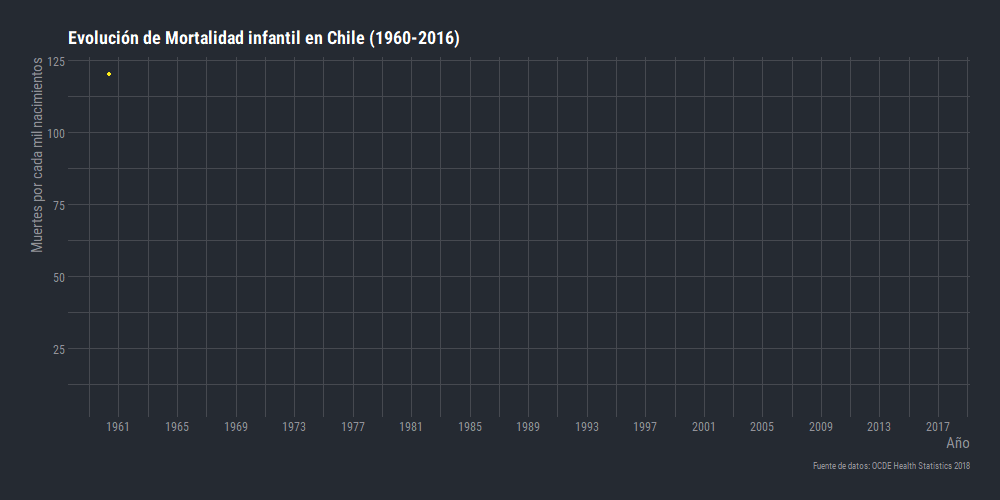 Evolución de Mortalidad infantil en Chile (1960-2016)
Muertes por cada mil nacimientos
125
100
75
50
25
1961 1965 1969 1973 1977 1981 1985 1989 1993 1997 2001 2005 2009 2013 2017
Año
Fuente de datos: OCDE Health Statistics 2018